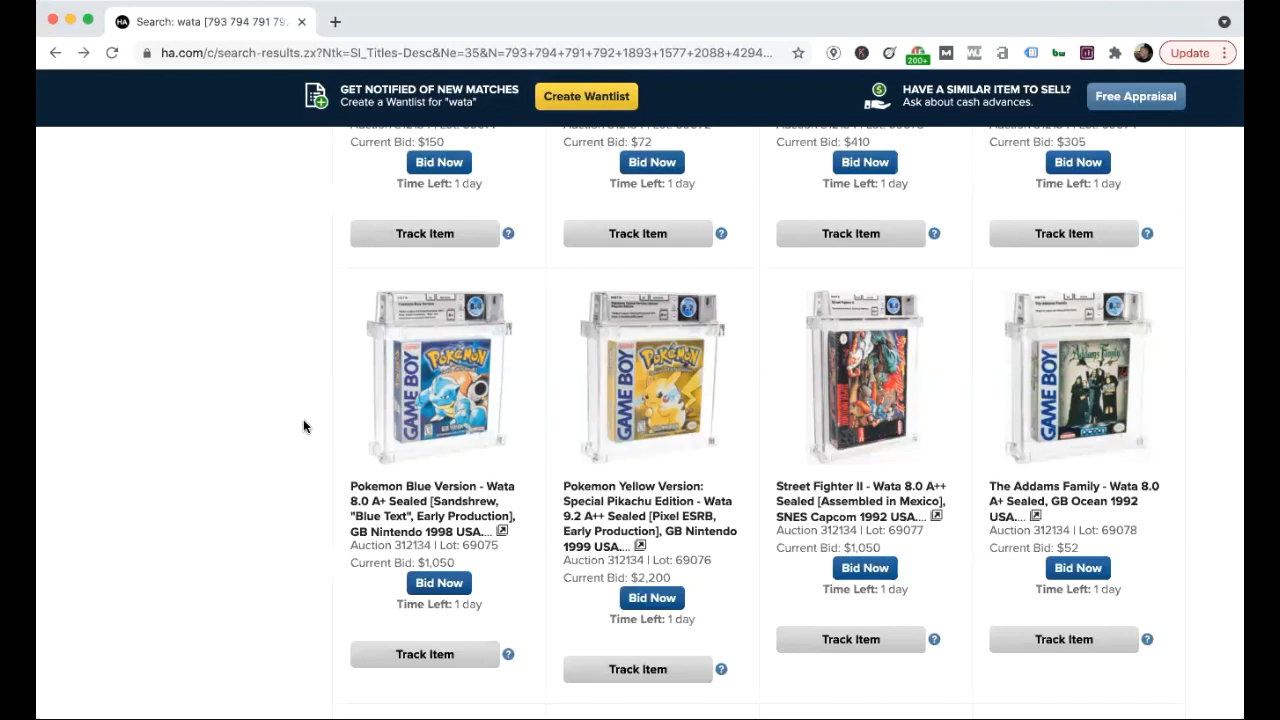 Search: wata [793 794 791 79
ha.com/c/search-results.zx?Ntk=SI_Titles-Desc&Ne=35&N=793+794+791+792+1893+1577+2088+4294...
200+
Update
GET NOTIFIED OF NEW MATCHES
Create a Wantlist for "wata"
Create Wantlist
HAVE A SIMILAR ITEM TO SELL?
Ask about cash advances.
Free Appraisal
Current Bid: $150
Current Bid: $72
Current Bid: $410
Current Bid: $305
Bid Now
Bid Now
Bid Now
Bid Now
Time Left: 1 day
Time Left: 1 day
Time Left: 1 day
Time Left: 1 day
Track Item
Track Item
Track Item
Track Item
GAME BOY
POKéMON
GAME BOY
POKéMON
Addams Family
GAME BOY
Pokemon Blue Version - Wata
8.0 A+ Sealed [Sandshrew,
"Blue Text", Early Production],
GB Nintendo 1998 USA....
Auction 312134 | Lot: 69075
Current Bid: $1,050
Bid Now
Time Left: 1 day
Track Item
Pokemon Yellow Version:
Special Pikachu Edition - Wata
9.2 A++ Sealed [Pixel ESRB,
Early Production], GB Nintendo
1999 USA....
Auction 312134 | Lot: 69076
Current Bid: $2,200
Bid Now
Time Left: 1 day
Track Item
Street Fighter II - Wata 8.0 A++
Sealed [Assembled in Mexico],
SNES Capcom 1992 USA....
Auction 312134 | Lot: 69077
Current Bid: $1,050
Bid Now
Time Left: 1 day
Track Item
The Addams Family - Wata 8.0
A+ Sealed, GB Ocean 1992
USA....
Auction 312134 | Lot: 69078
Current Bid: $52
Bid Now
Time Left: 1 day
Track Item